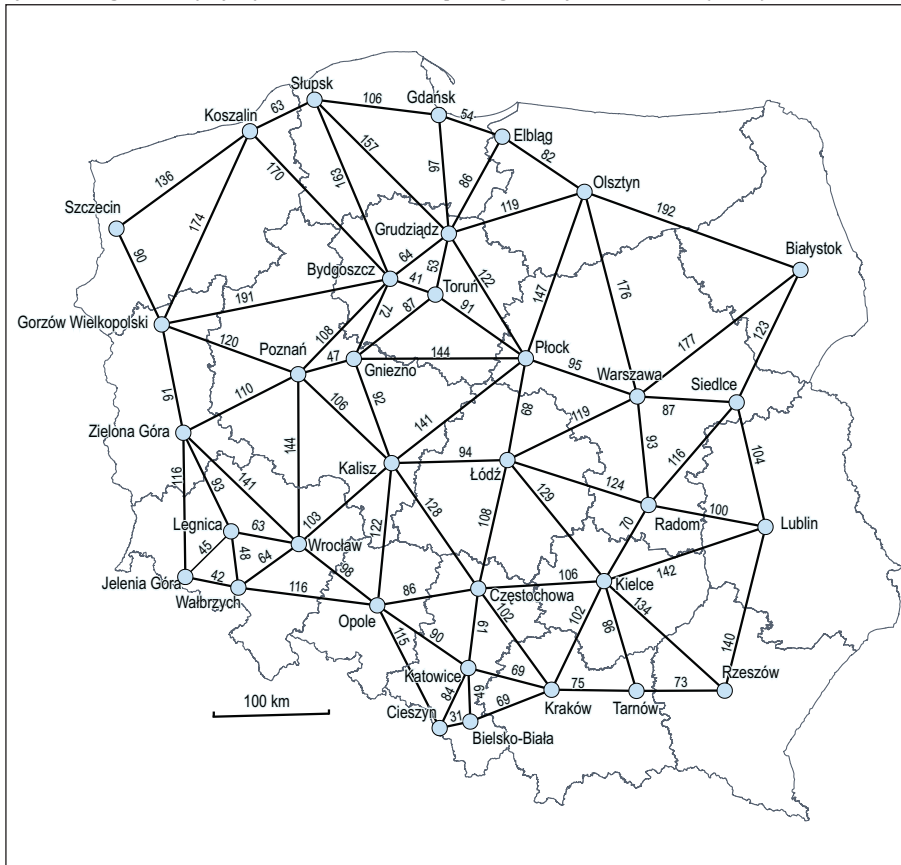 Słupsk
106
Gdańsk
63
54
Koszalin
Elbląg
157
97
86
82
136
163
170
Olsztyn
174
119
192
Szczecin
Grudziądz
90
64
Białystok
Bydgoszcz
53
122
41
Toruń
147
176
191
72
87
91
123
177
Gorzów Wielkopolski
108
120
Poznań
47
144
Płock
Gniezno
95
Warszawa
Siedlce
91
110
106
92
141
89
87
119
Zielona Góra
144
93
116
104
94
116
93
141
Kalisz
Łódź
124
128
129
Legnica
63
103
122
Radom
100
Lublin
108
70
45
48
64
Wrocław
98
142
Jelenia Góra
42
106
Kielce
Wałbrzych
86
Częstochowa
134
116
Opole
102
102
98
140
115
90
61
Katowice
69
Rzeszów
75
73
84
49
69
Cieszyn
31
Kraków
Tarnów
Bielsko-Biała
100 km